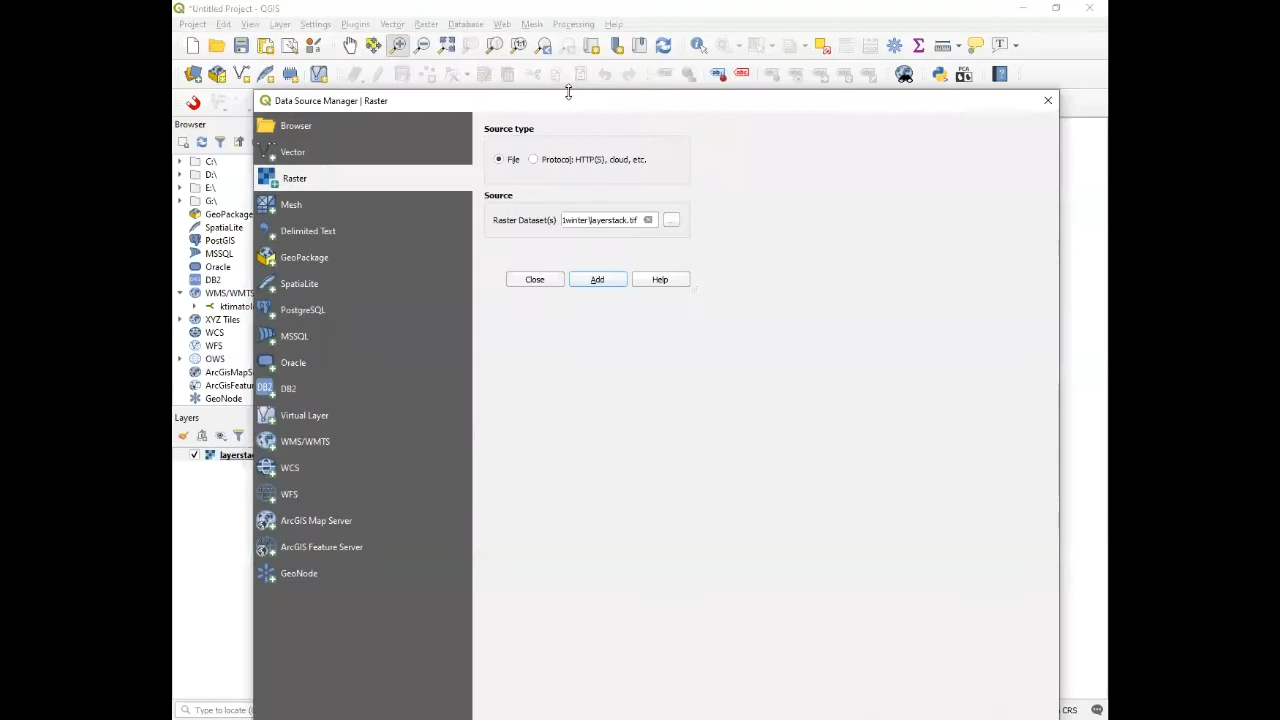 *Untitled Project - QGIS
Project Edit View Layer Settings Plugins Vector Raster Database Web Mesh Processing Help
Data Source Manager | Raster
Browser
C:\
D:\
E:\
G:\
GeoPackage
SpatiaLite
PostGIS
MSSQL
Oracle
DB2
WMS/WMTS
XYZ Tiles
WCS
WFS
OWS
GeoNode
Layers
Type to locate (
Browser
Vector
Raster
Mesh
Delimited Text
GeoPackage
SpatiaLite
PostgreSQL
MSSQL
Oracle
DB2
DB2
Virtual Layer
WMS/WMTS
WCS
WFS
ArcGIS Map Server
ArcGIS Feature Server
GeoNode
Source type
File Protocol: HTTP(S), cloud, etc.
Source
Raster Dataset(s) 1winter\layerstack.tif ...
Close Add Help
CRS